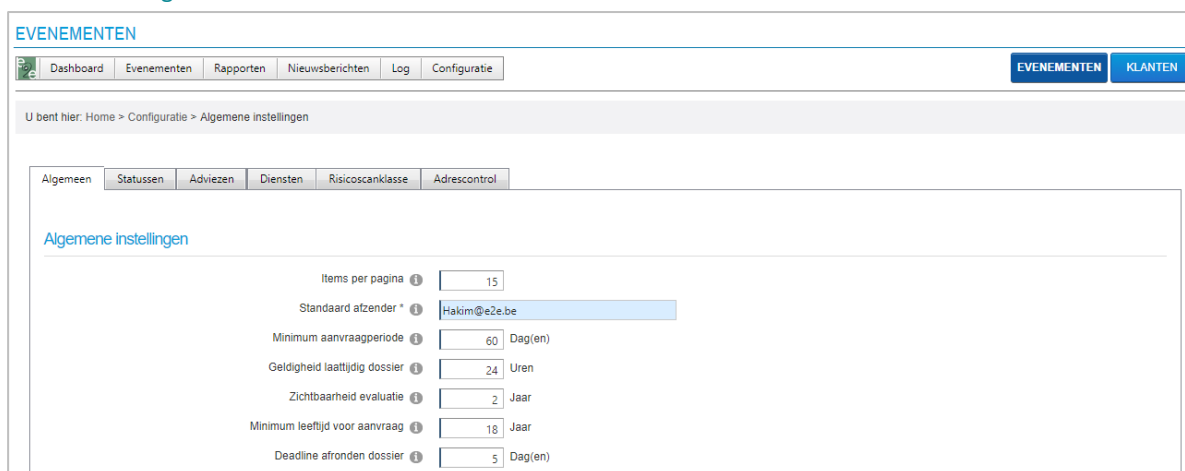 EVENEMENTEN
e2e Dashboard Evenementen Rapporten Nieuwsberichten Log Configuratie EVENEMENTEN KLANTEN
U bent hier: Home > Configuratie > Algemene instellingen
Algemeen Statussen Adviezen Diensten Risicoscanklasse Adrescontrol
Algemene instellingen
Items per pagina 15
Standaard afzender * Hakim@e2e.be
Minimum aanvraagperiode 60 Dag(en)
Geldigheid laattijdig dossier 24 Uren
Zichtbaarheid evaluatie 2 Jaar
Minimum leeftijd voor aanvraag 18 Jaar
Deadline afronden dossier 5 Dag(en)